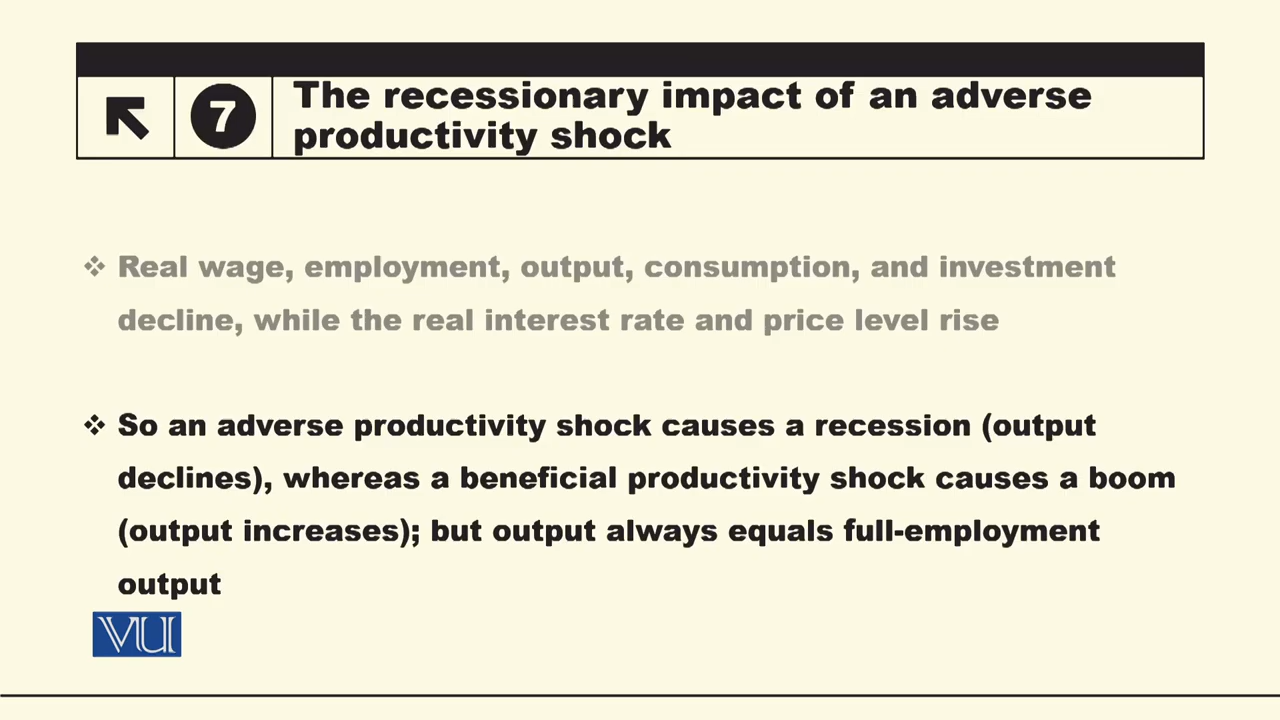 7
The recessionary impact of an adverse
productivity shock
❖ Real wage, employment, output, consumption, and investment
decline, while the real interest rate and price level rise
❖ So an adverse productivity shock causes a recession (output
declines), whereas a beneficial productivity shock causes a boom
(output increases); but output always equals full-employment
output
VU